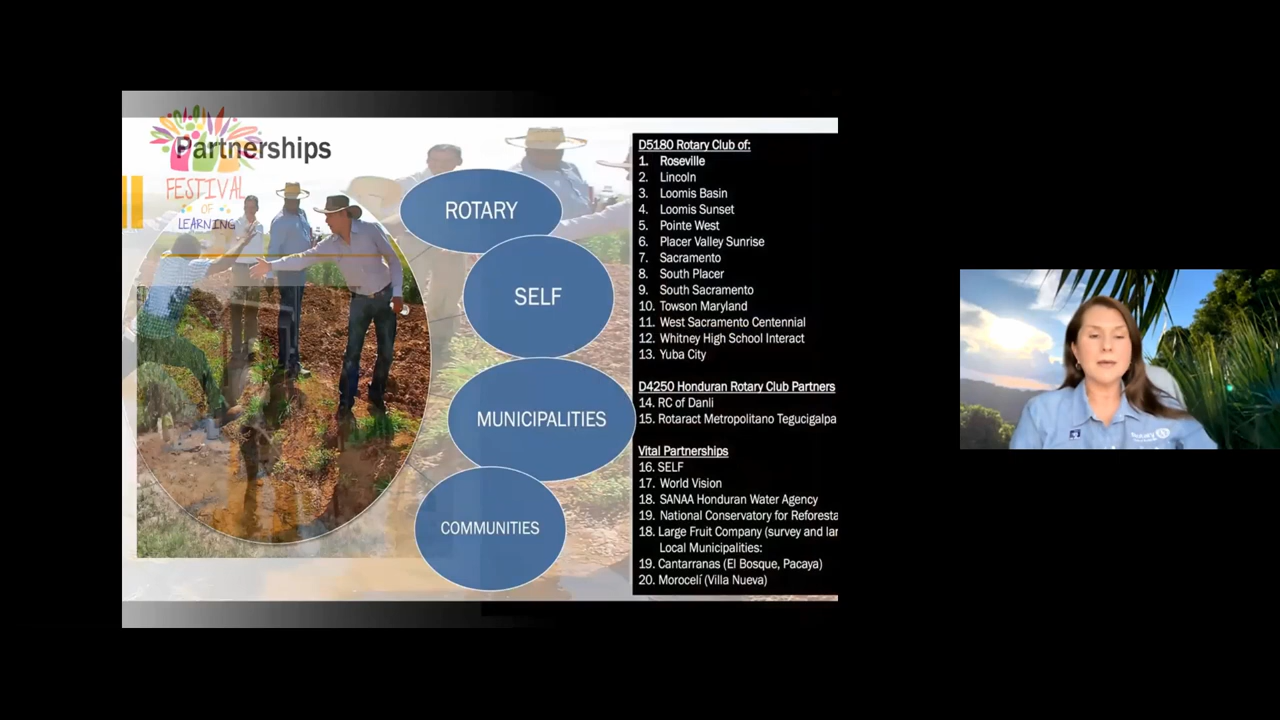 Partnerships
FESTIVAL
OF
LEARNING
ROTARY
SELF
MUNICIPALITIES
COMMUNITIES
D5180 Rotary Club of:
1. Roseville
2. Lincoln
3. Loomis Basin
4. Loomis Sunset
5. Pointe West
6. Placer Valley Sunrise
7. Sacramento
8. South Placer
9. South Sacramento
10. Towson Maryland
11. West Sacramento Centennial
12. Whitney High School Interact
13. Yuba City
D4250 Honduran Rotary Club Partners
14. RC of Danli
15. Rotaract Metropolitano Tegucigalpa
Vital Partnerships
16. SELF
17. World Vision
18. SANAA Honduran Water Agency
19. National Conservatory for Reforesta
18. Large Fruit Company (survey and lar
Local Municipalities:
19. Cantarranas (El Bosque, Pacaya)
20. Morocelí (Villa Nueva)
Rotary